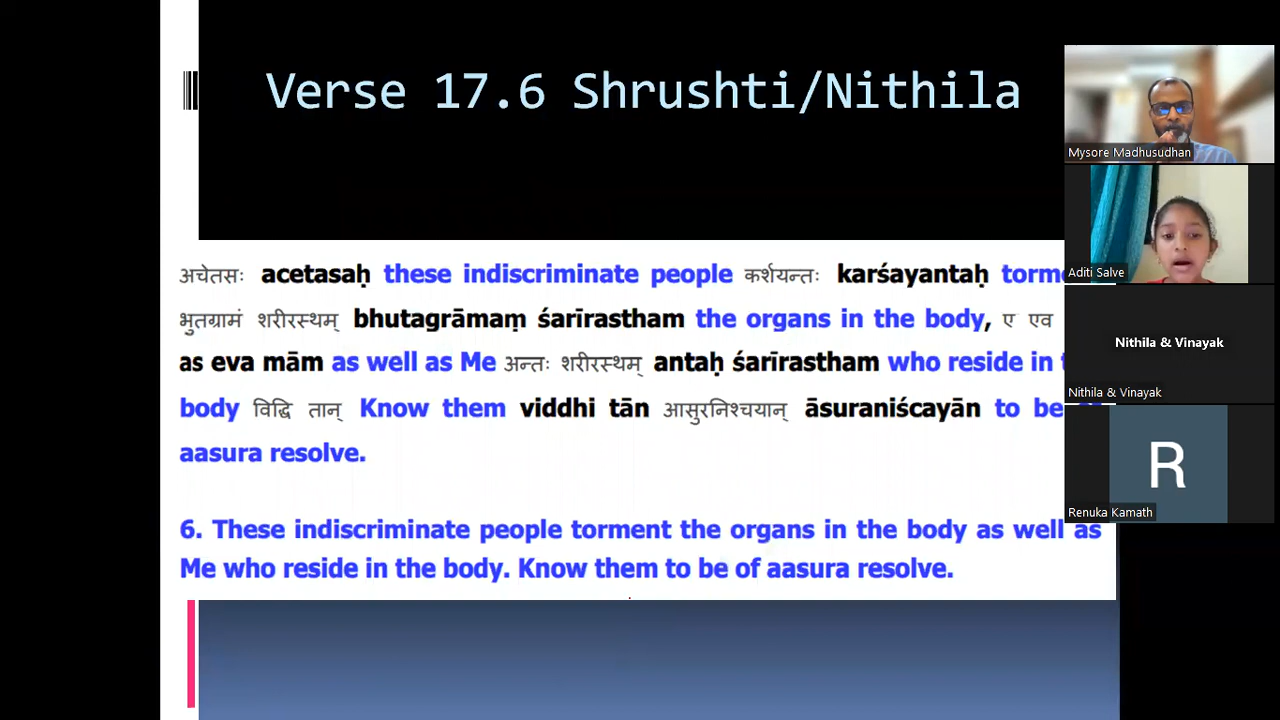 Verse 17.6 Shrushti/Nithila
अचेतसः acetasaḥ these indiscriminate people कर्शयन्तः karśayantaḥ
भुतग्रामं शरीरस्थम् bhutagrāmaṃ śarīrastham the organs in the body, ए एव
as eva mām as well as Me अन्तः शरीरस्थम् antaḥ śarīrastham who reside in
body विद्धि तान् Know them viddhi tān आसुरनिश्चयान् āsuraniścayān to be
aasura resolve.
6. These indiscriminate people torment the organs in the body as well as
Me who reside in the body. Know them to be of aasura resolve.
Mysore Madhusudhan
Aditi Salve
Nithila & Vinayak
Nithila & Vinayak
R
Renuka Kamath